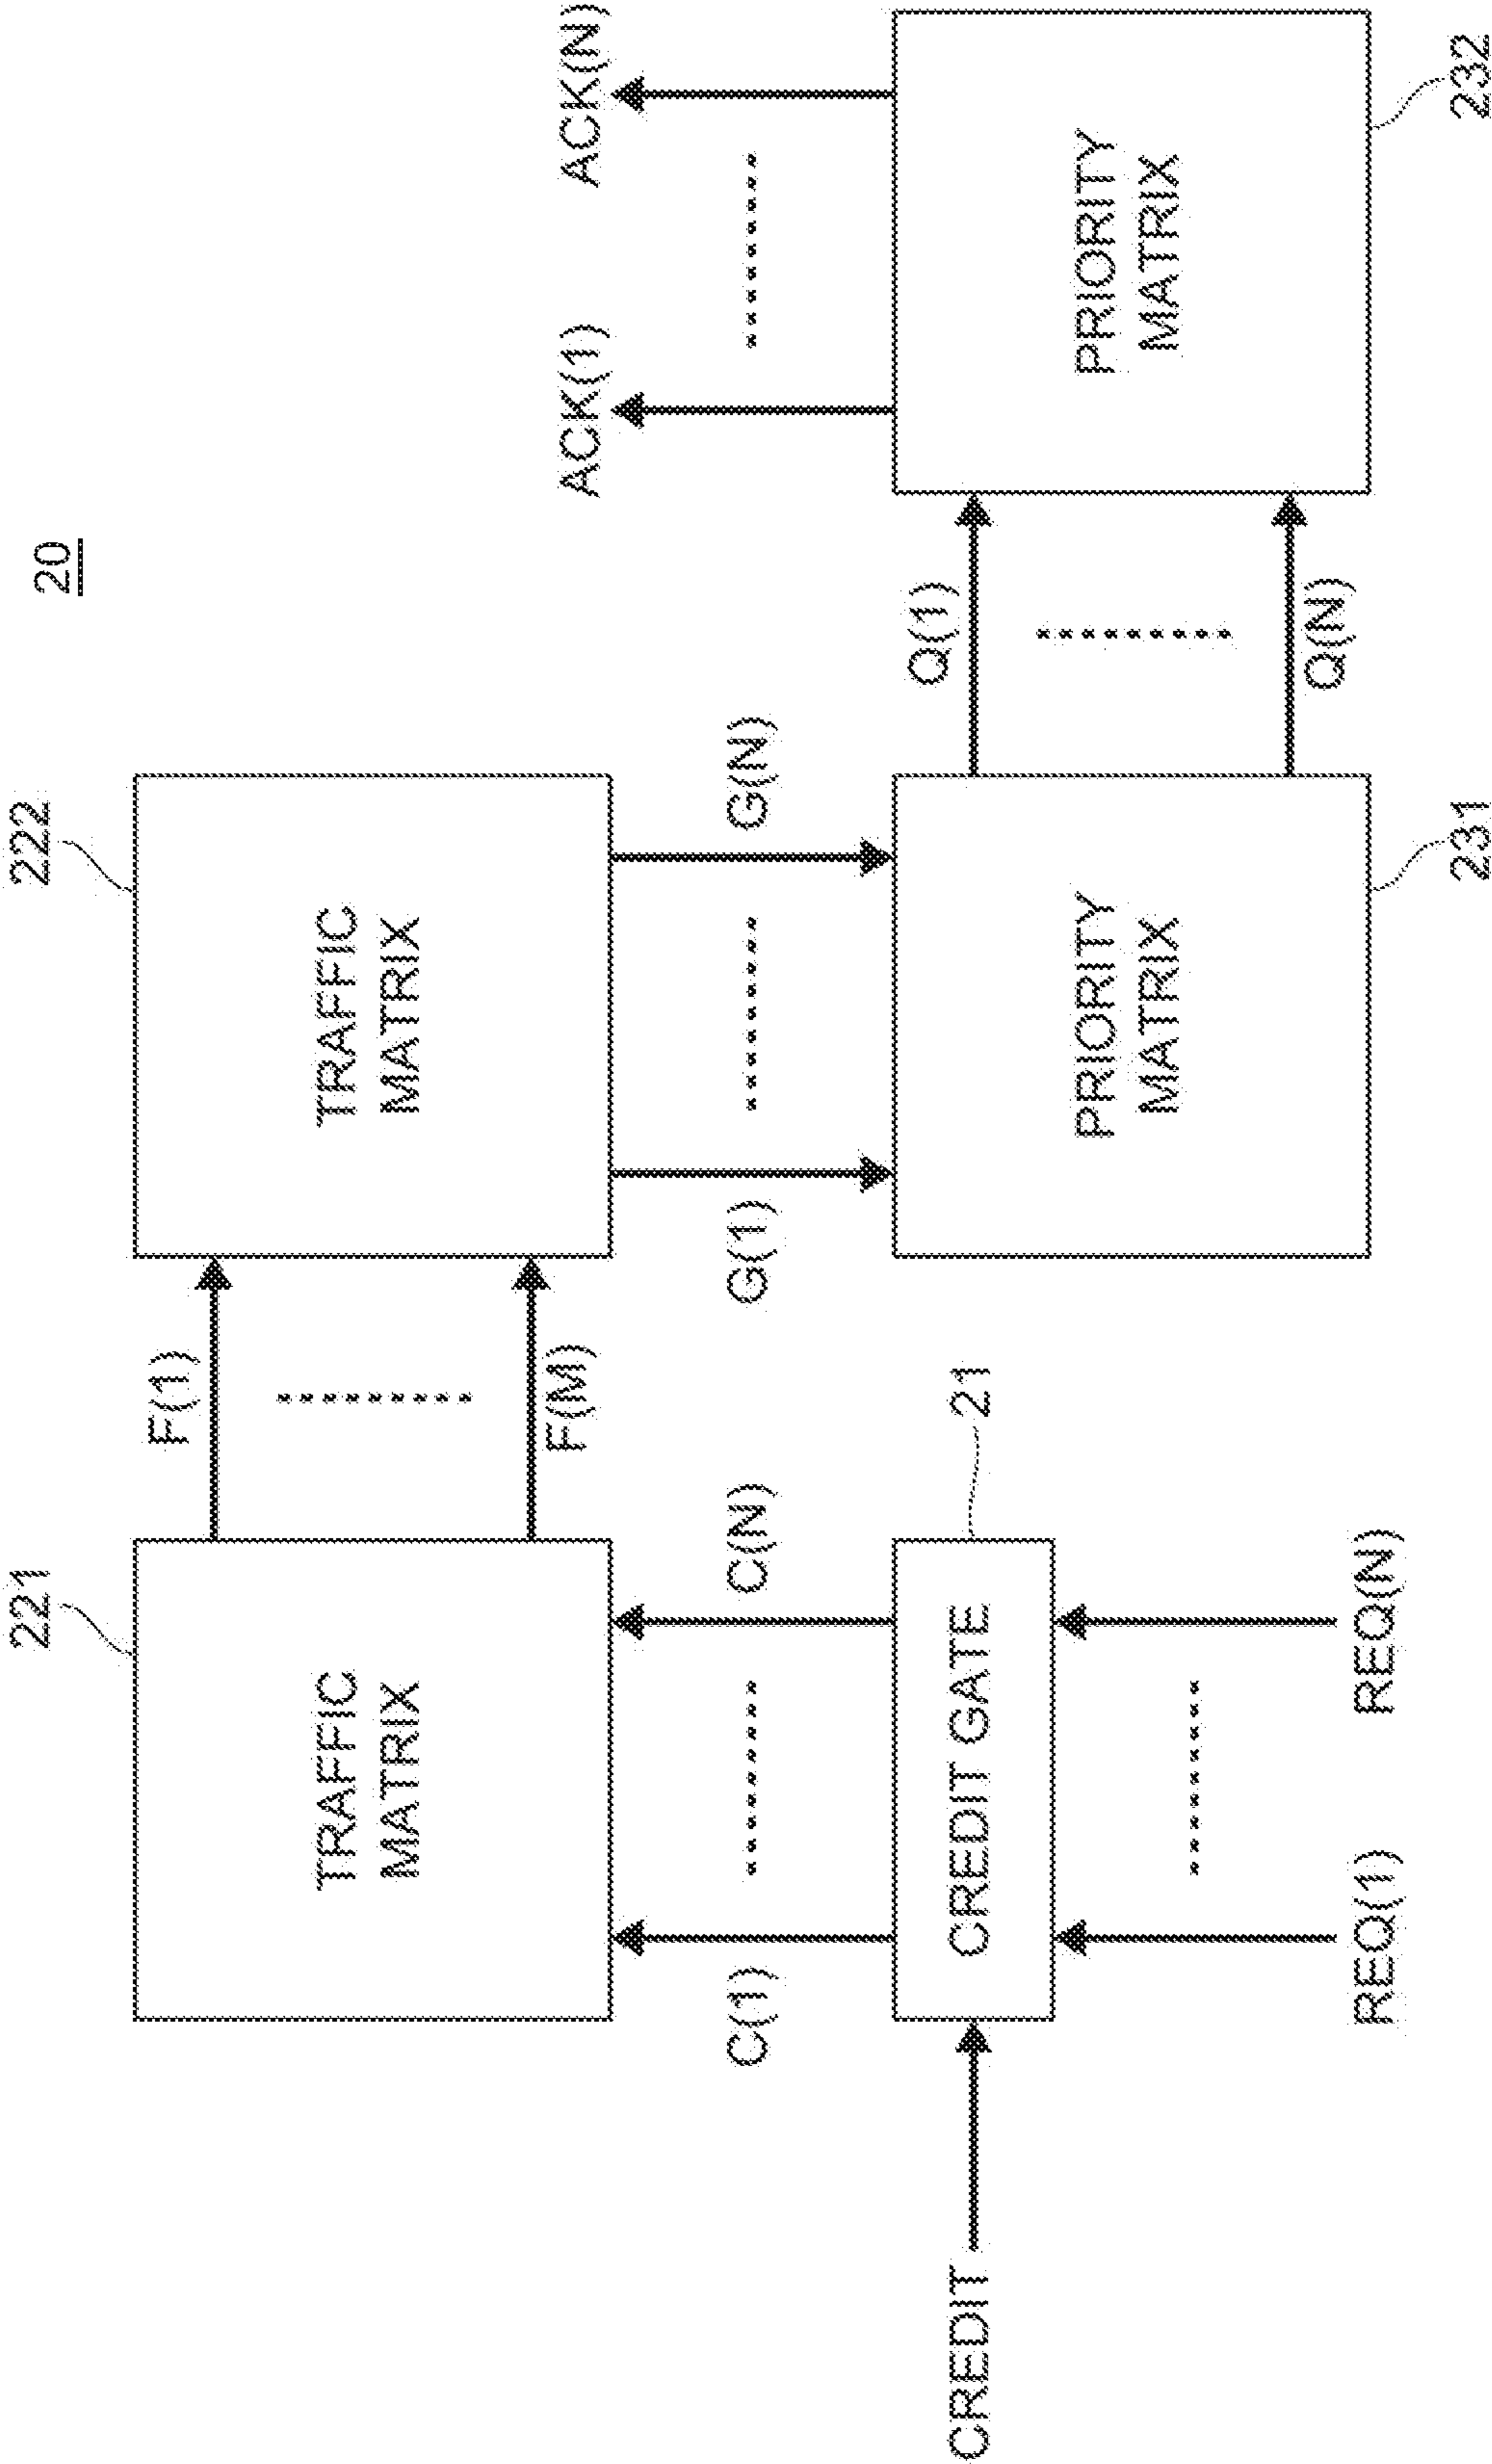 20
221
222
TRAFFIC
MATRIX
F(1)
F(M)
TRAFFIC
MATRIX
C(1)
C(N)
G(1)
G(N)
ACK(1)
ACK(N)
CREDIT
CREDIT GATE
21
PRIORITY
MATRIX
Q(1)
Q(N)
PRIORITY
MATRIX
REQ(1)
REQ(N)
231
232